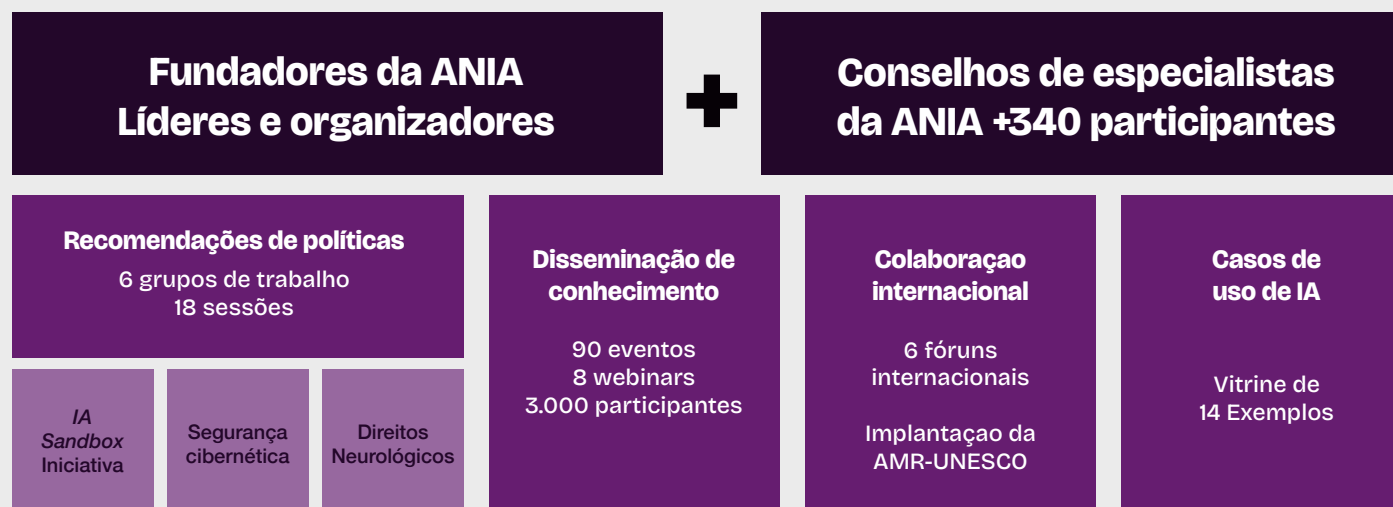 Fundadores da ANIA
Líderes e organizadores
Conselhos de especialistas
da ANIA +340 participantes
Recomendações de políticas
6 grupos de trabalho
18 sessões
IA
Sandbox
Iniciativa
Segurança
cibernética
Direitos
Neurológicos
Disseminação de
conhecimento
90 eventos
8 webinars
3.000 participantes
Colaboraçao
internacional
6 fóruns
internacionais
Implantaçao da
AMR-UNESCO
Casos de
uso de IA
Vitrine de
14 Exemplos